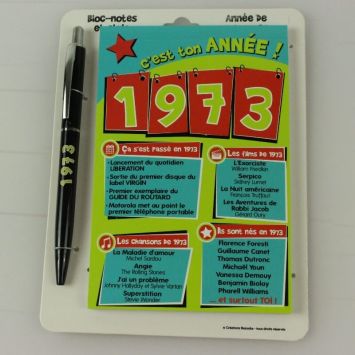 Bloc-notes
Année de
C'est ton ANNÉE !
1973
Ça s'est passé en 1973
• Lancement du quotidien
LIBERATION
• Sortie du premier disque du
label VIRGIN
• Premier exemplaire du
GUIDE DU ROUTARD
• Motorola met au point le
premier téléphone portable
Les films de 1973
L'Exorciste
William Friedkin
Serpico
Sidney Lumet
La Nuit américaine
François Truffaut
Les Aventures de
Rabbi Jacob
Gérard Oury
Les chansons de 1973
La Maladie d'amour
Michel Sardou
Angie
The Rolling Stones
J'ai un problème
Johnny Hallyday et Sylvie Vartan
Superstition
Stevie Wonder
Ils sont nés en 1973
Florence Foresti
Guillaume Canet
Thomas Dutronc
Michaël Youn
Vanessa Demouy
Benjamin Biolay
Pharell Williams
... et surtout TOI !
1973